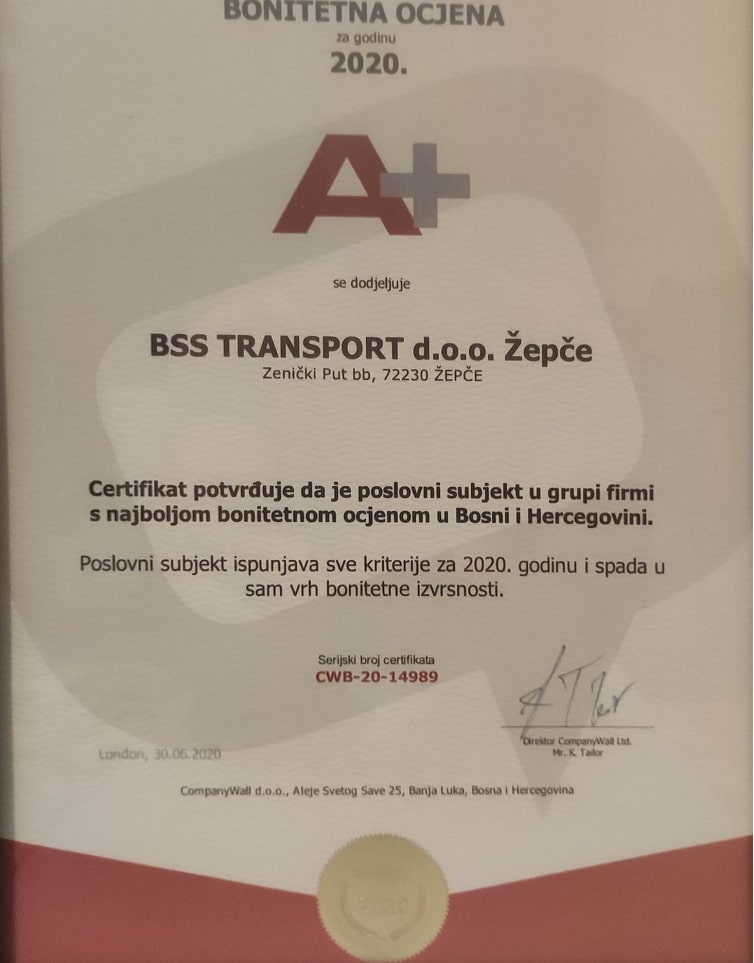 BONITETNA OCJENA
za godinu
2020.
A+
se dodjeljuje
BSS TRANSPORT d.o.o. Žepče
Zenički Put bb, 72230 ŽEPČE
Certifikat potvrđuje da je poslovni subjekt u grupi firmi
s najboljom bonitetnom ocjenom u Bosni i Hercegovini.
Poslovni subjekt ispunjava sve kriterije za 2020. godinu i spada u
sam vrh bonitetne izvrsnosti.
Serijski broj certifikata
CWB-20-14989
Direktor CompanyWall Ltd.
Mr. K. Tailor
London, 30.06.2020
CompanyWall d.o.o., Aleje Svetog Save 25, Banja Luka, Bosna i Hercegovina
2020